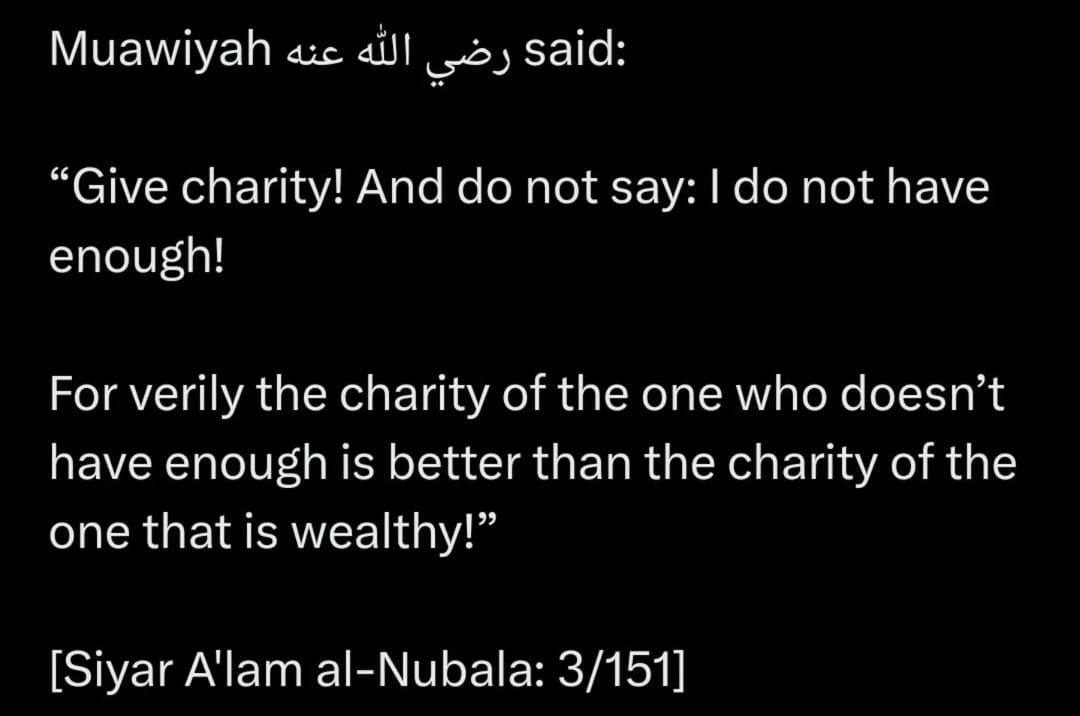 Muawiyah رضي الله عنه said:
“Give charity! And do not say: I do not have
enough!
For verily the charity of the one who doesn’t
have enough is better than the charity of the
one that is wealthy!”
[Siyar A'lam al-Nubala: 3/151]